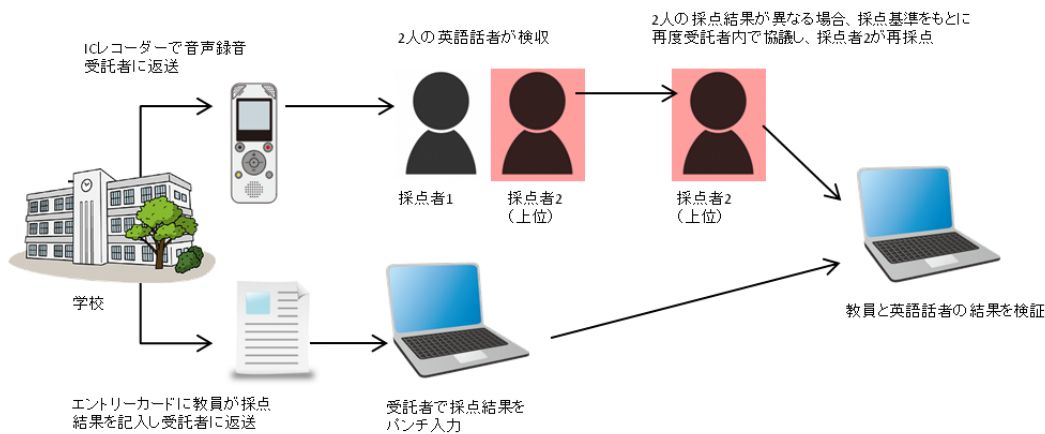 ICレコーダーで音声録音
受託者に返送
2人の英語話者が検収
2人の採点結果が異なる場合、採点基準をもとに
再度受託者内で協議し、採点者2が再採点
採点者1
採点者2
（上位）
採点者2
（上位）
学校
教員と英語話者の結果を検証
エントリーカードに教員が採点
結果を記入し受託者に返送
受託者で採点結果を
パンチ入力